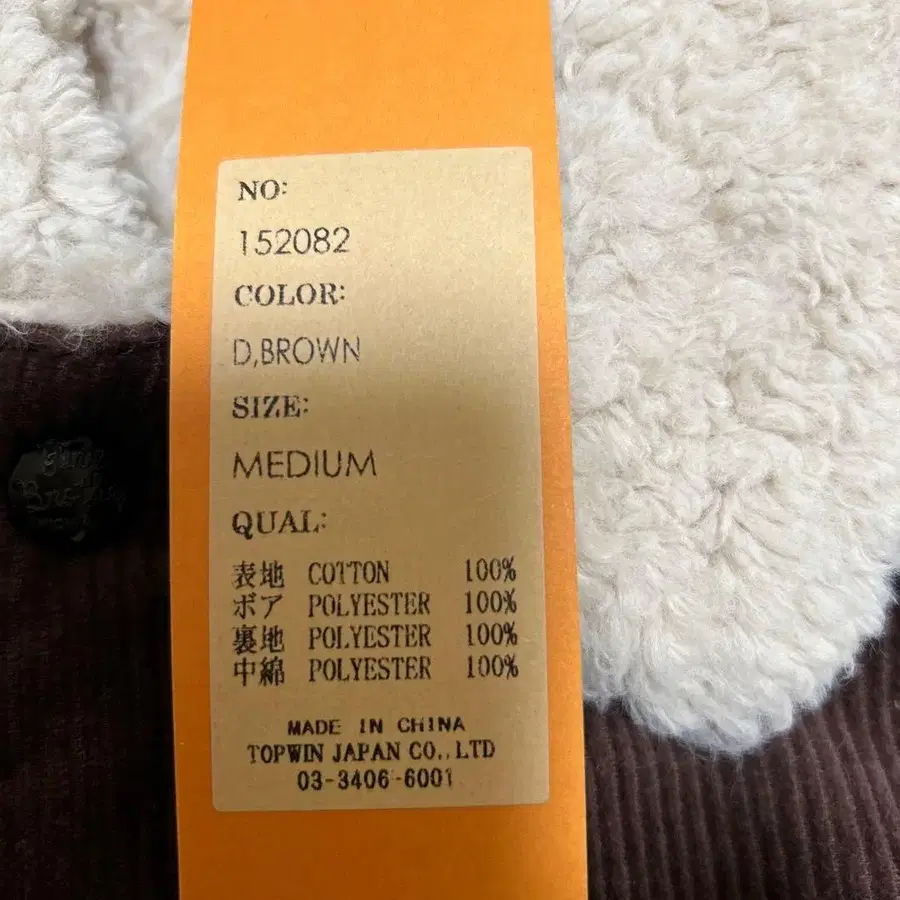 NO:
152082
COLOR:
D,BROWN
SIZE:
MEDIUM
QUAL:
表地 COTTON 100%
ボア POLYESTER 100%
裏地 POLYESTER 100%
中綿 POLYESTER 100%
MADE IN CHINA
TOPWIN JAPAN CO.,LTD
03-3406-6001